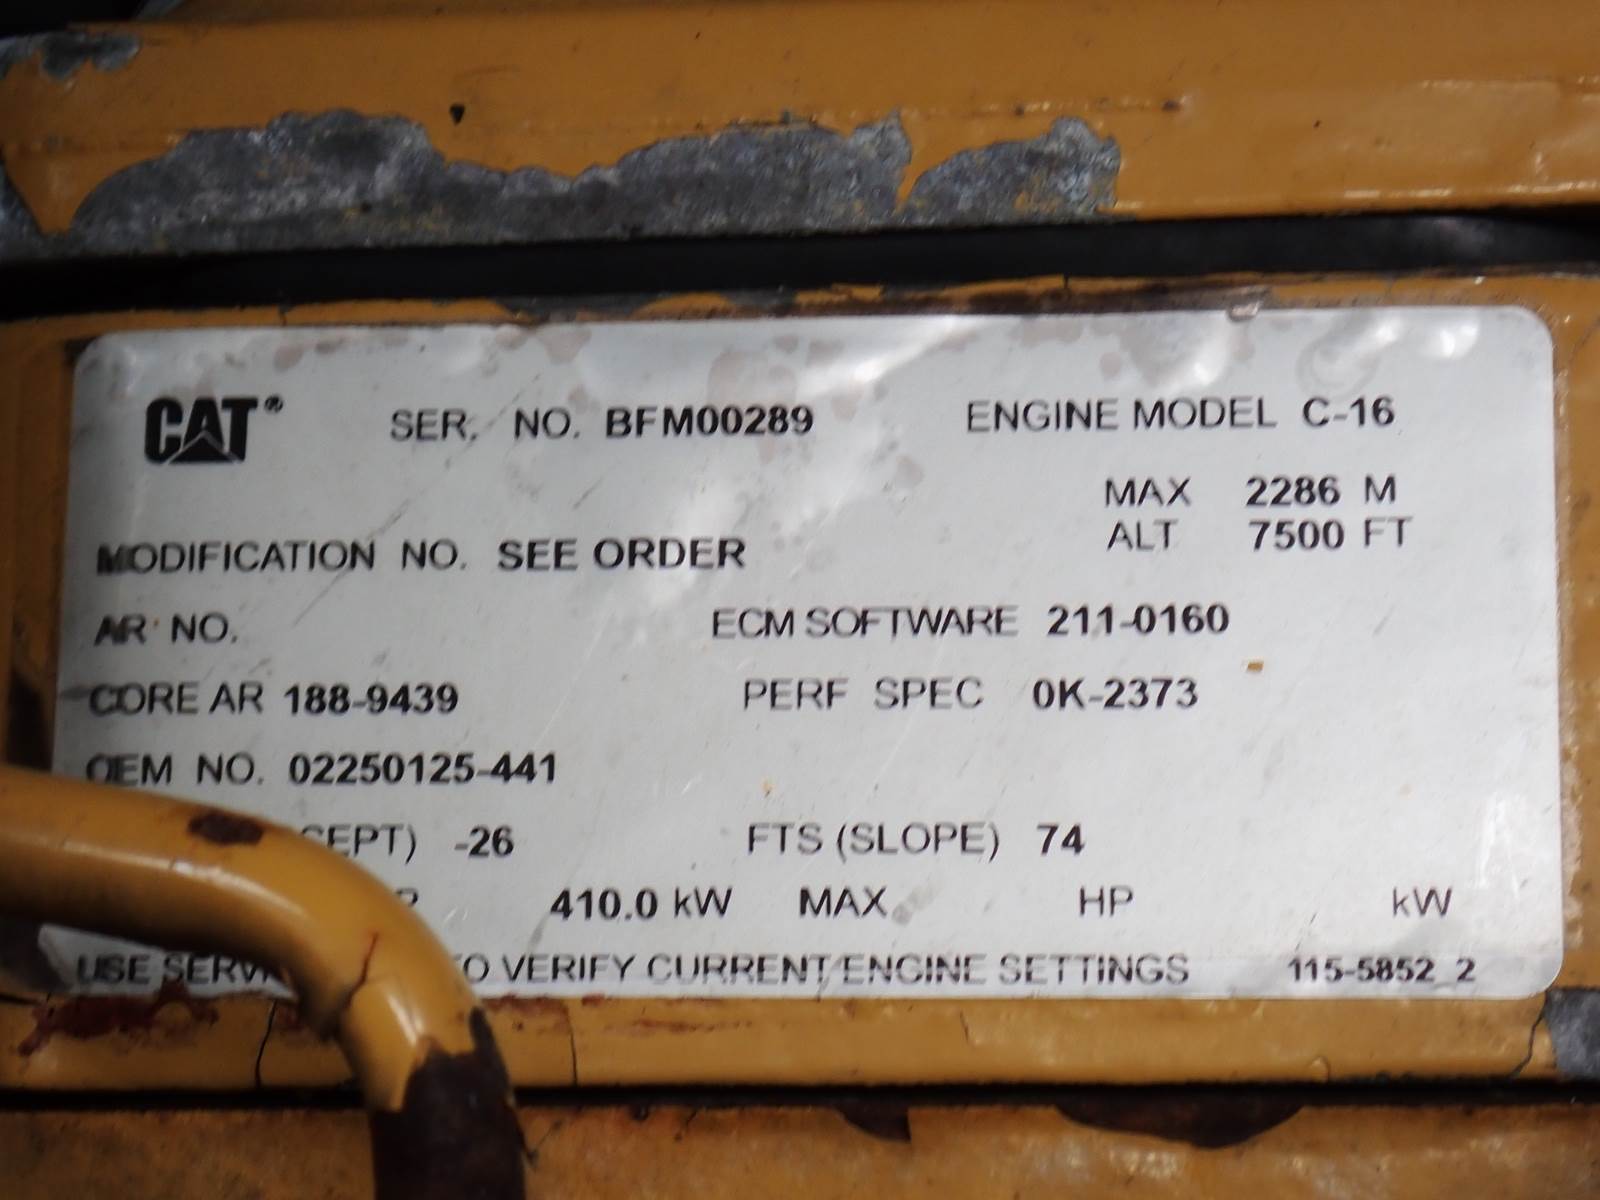 CAT® SER. NO. BFM00289 ENGINE MODEL C-16
MAX 2286 M
ALT 7500 FT
MODIFICATION NO. SEE ORDER
AR NO. ECM SOFTWARE 211-0160
CORE AR 188-9439 PERF SPEC 0K-2373
OEM NO. 02250125-441
-26 FTS (SLOPE) 74
410.0 kW MAX HP kW
USE VERIFY CURRENT ENGINE SETTINGS 115-5852 2